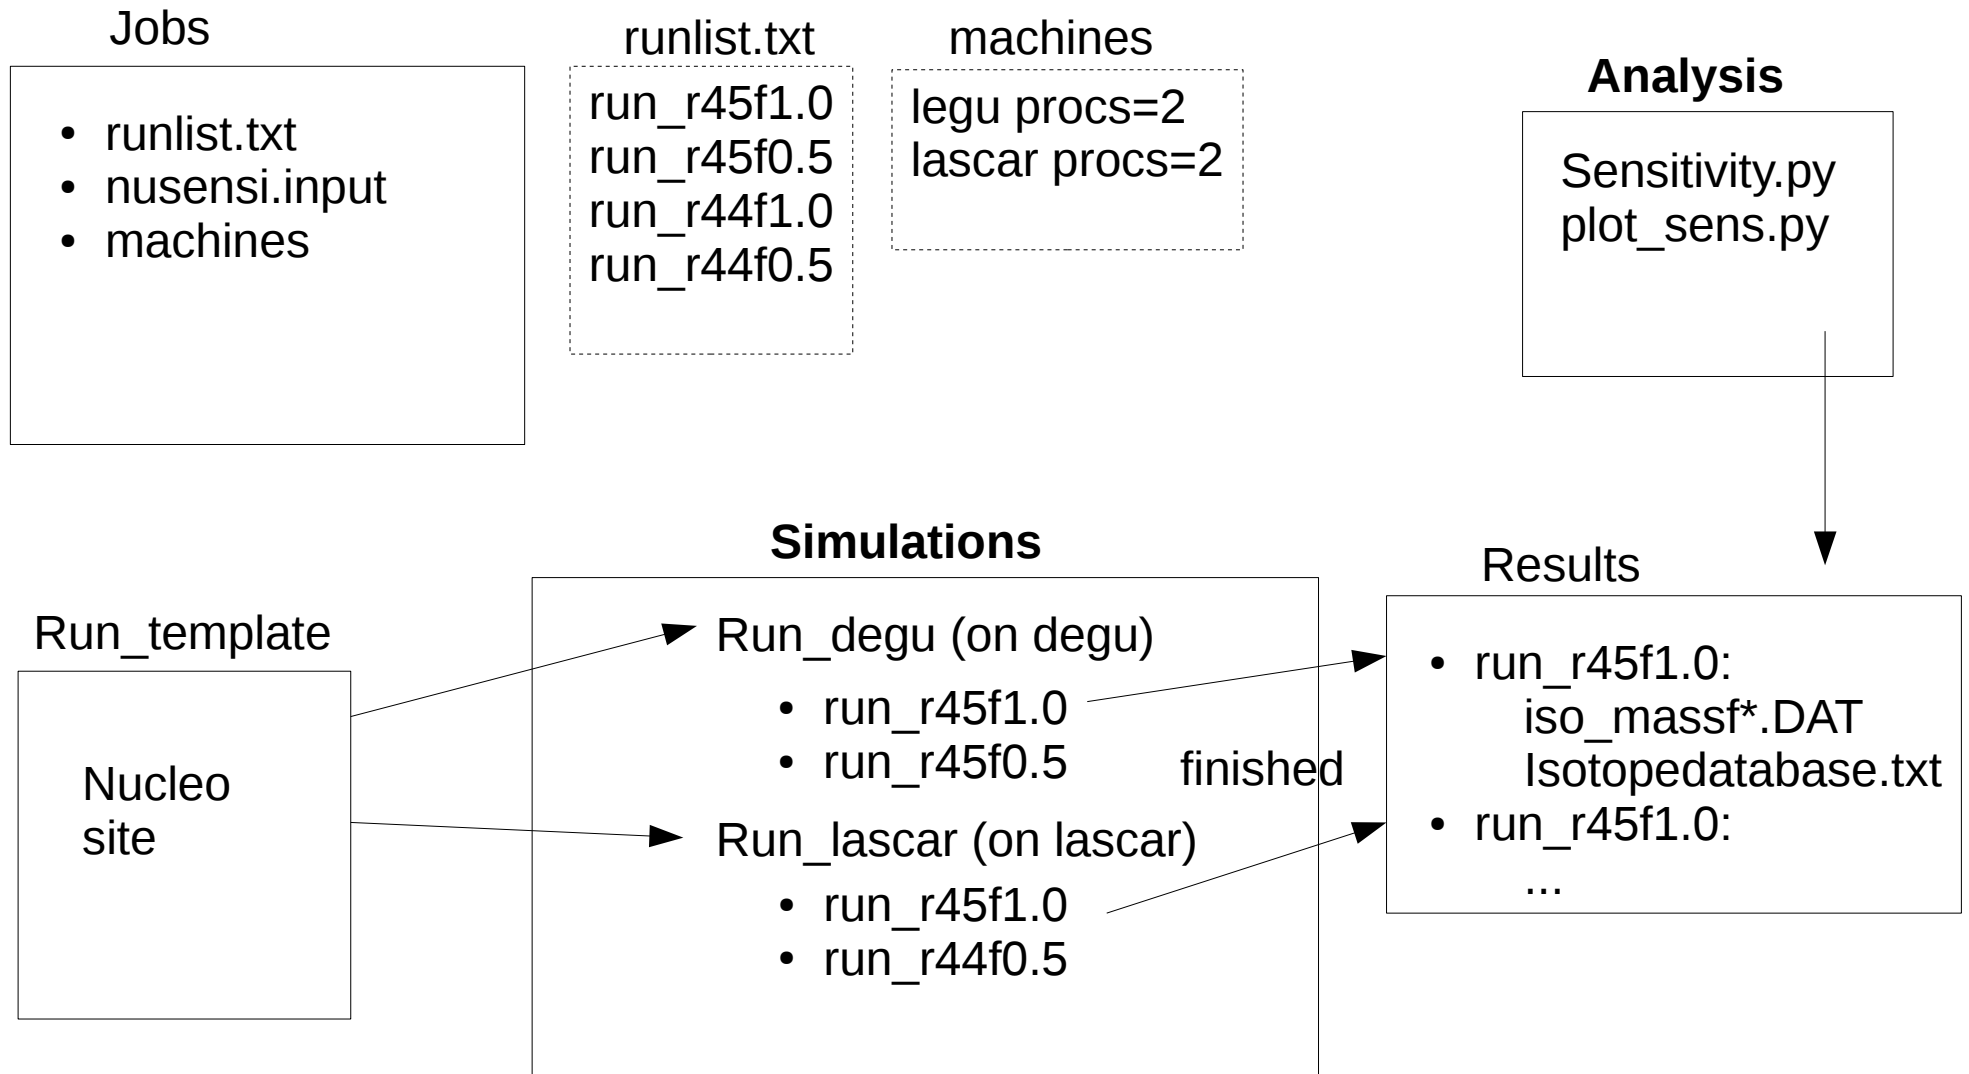 Jobs
• runlist.txt
• nusensi.input
• machines
runlist.txt
run_r45f1.0
run_r45f0.5
run_r44f1.0
run_r44f0.5
machines
legu procs=2
lascar procs=2
Analysis
Sensitivity.py
plot_sens.py
Run_template
Nucleo
site
Simulations
Run_degu (on degu)
• run_r45f1.0
• run_r45f0.5
Run_lascar (on lascar)
• run_r45f1.0
• run_r44f0.5
finished
Results
• run_r45f1.0:
iso_massf*.DAT
Isotopedatabase.txt
• run_r45f1.0:
...